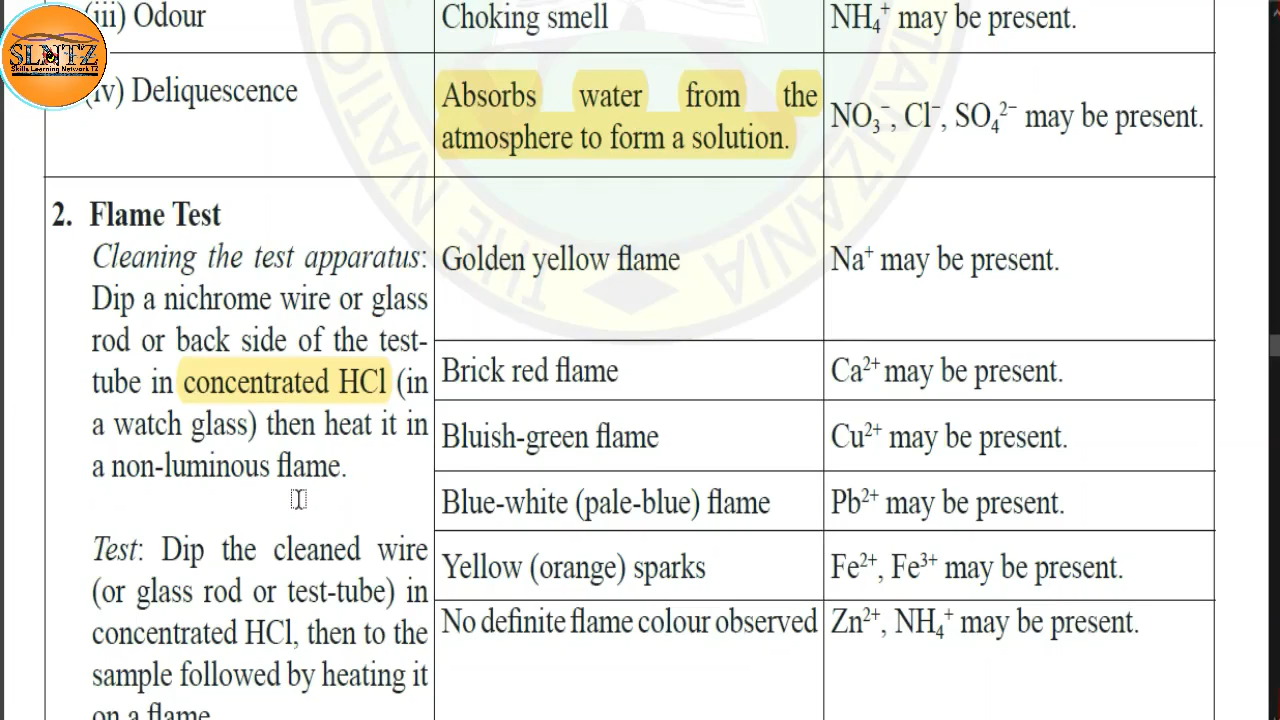 SLNTZ
Skills Learning Network TZ
(iii) Odour
Choking smell
NH₄⁺ may be present.
(iv) Deliquescence
Absorbs water from the
atmosphere to form a solution.
NO₃⁻, Cl⁻, SO₄²⁻ may be present.
2. Flame Test
Cleaning the test apparatus:
Dip a nichrome wire or glass
rod or back side of the test-
tube in concentrated HCl (in
a watch glass) then heat it in
a non-luminous flame.
Test: Dip the cleaned wire
(or glass rod or test-tube) in
concentrated HCl, then to the
sample followed by heating it
on a flame.
Golden yellow flame
Na⁺ may be present.
Brick red flame
Ca²⁺ may be present.
Bluish-green flame
Cu²⁺ may be present.
Blue-white (pale-blue) flame
Pb²⁺ may be present.
Yellow (orange) sparks
Fe²⁺, Fe³⁺ may be present.
No definite flame colour observed
Zn²⁺, NH₄⁺ may be present.
THE NATION
TANZANIA